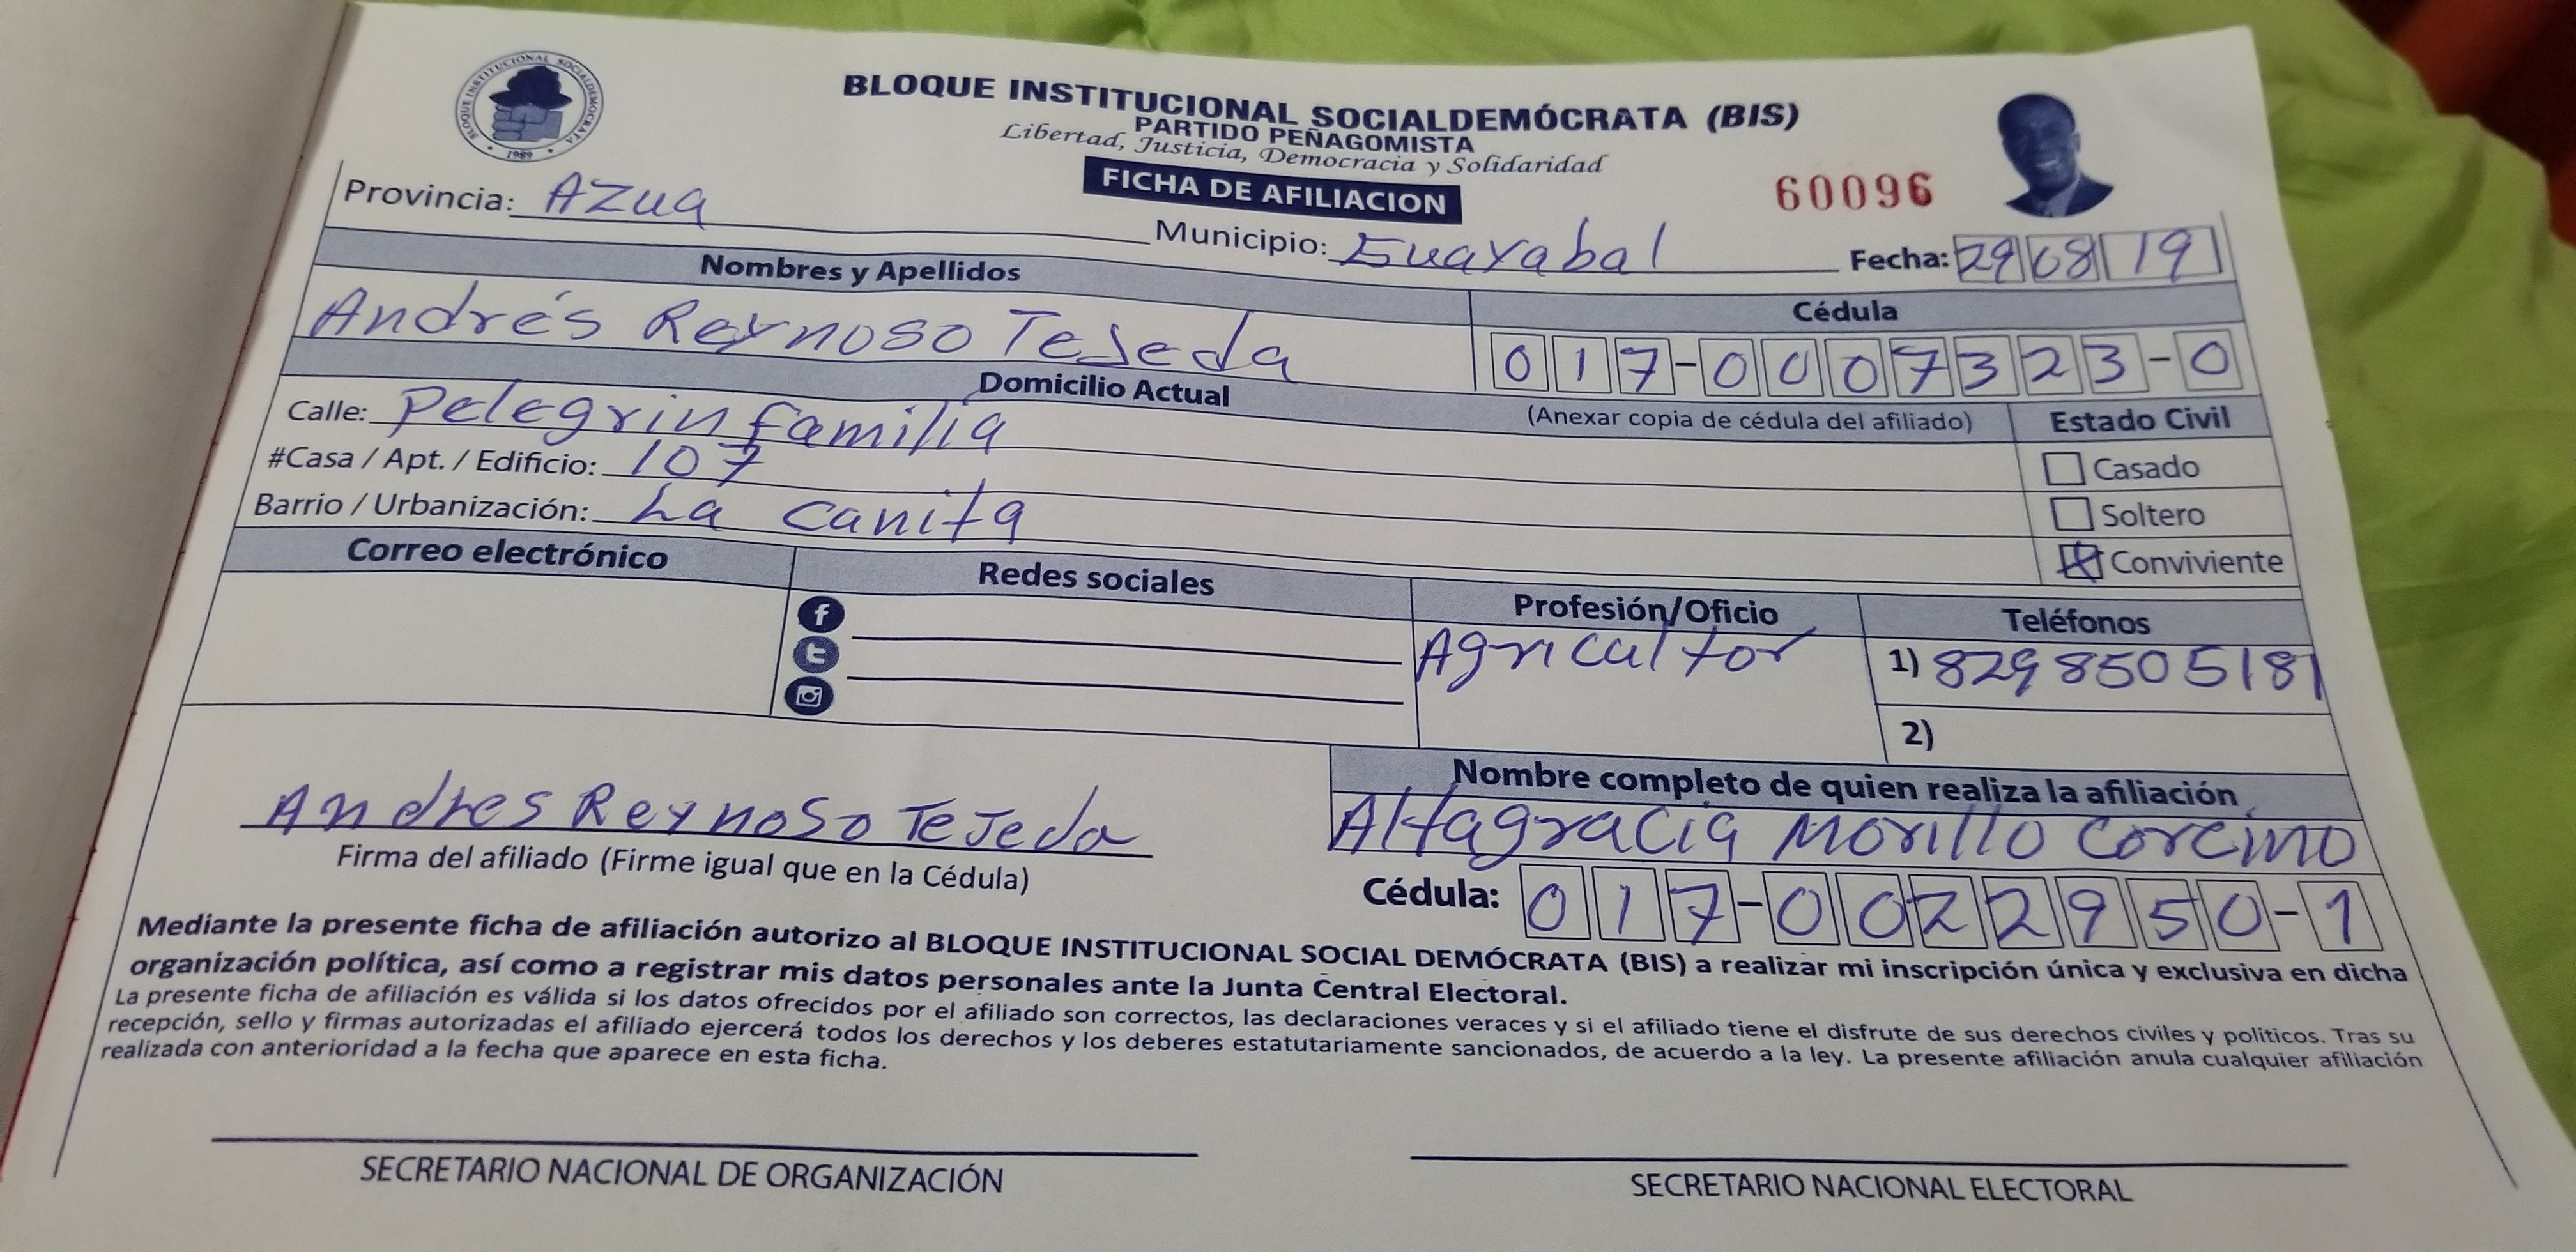 BLOQUE INSTITUCIONAL SOCIALDEMOCRATA
1989
BLOQUE INSTITUCIONAL SOCIALDEMÓCRATA (BIS)
PARTIDO PEÑAGOMISTA
Libertad, Justicia, Democracia y Solidaridad
FICHA DE AFILIACION
60096
Provincia: Azua
Municipio: Guayabal
Fecha: 29 08 19
Nombres y Apellidos
Cédula
Andrés Reynoso Tejeda
017-0007323-0
Domicilio Actual
(Anexar copia de cédula del afiliado)
Estado Civil
Calle: Pelegrin familia
Casado
#Casa / Apt. / Edificio: 107
Soltero
Barrio / Urbanización: La canita
Conviviente
Correo electrónico
Redes sociales
Profesión/Oficio
Teléfonos
Agricultor
1) 8298505181
2)
Nombre completo de quien realiza la afiliación
Andres Reynoso Tejeda
Altagracia Morillo Corcino
Firma del afiliado (Firme igual que en la Cédula)
Cédula: 017-0022950-1
Mediante la presente ficha de afiliación autorizo al BLOQUE INSTITUCIONAL SOCIAL DEMÓCRATA (BIS) a realizar mi inscripción única y exclusiva en dicha
organización política, así como a registrar mis datos personales ante la Junta Central Electoral.
La presente ficha de afiliación es válida si los datos ofrecidos por el afiliado son correctos, las declaraciones veraces y si el afiliado tiene el disfrute de sus derechos civiles y políticos. Tras su
recepción, sello y firmas autorizadas el afiliado ejercerá todos los derechos y los deberes estatutariamente sancionados, de acuerdo a la ley. La presente afiliación anula cualquier afiliación
realizada con anterioridad a la fecha que aparece en esta ficha.
SECRETARIO NACIONAL DE ORGANIZACIÓN
SECRETARIO NACIONAL ELECTORAL